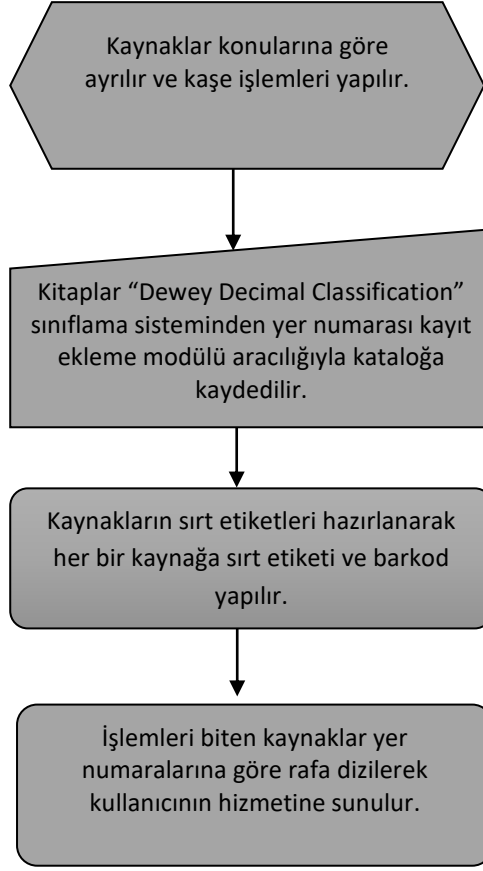 Kaynaklar konularına göre
ayrılır ve kaşe işlemleri yapılır.
Kitaplar “Dewey Decimal Classification”
sınıflama sisteminden yer numarası kayıt
ekleme modülü aracılığıyla kataloğa
kaydedilir.
Kaynakların sırt etiketleri hazırlanarak
her bir kaynağa sırt etiketi ve barkod
yapılır.
İşlemleri biten kaynaklar yer
numaralarına göre rafa dizilerek
kullanıcının hizmetine sunulur.